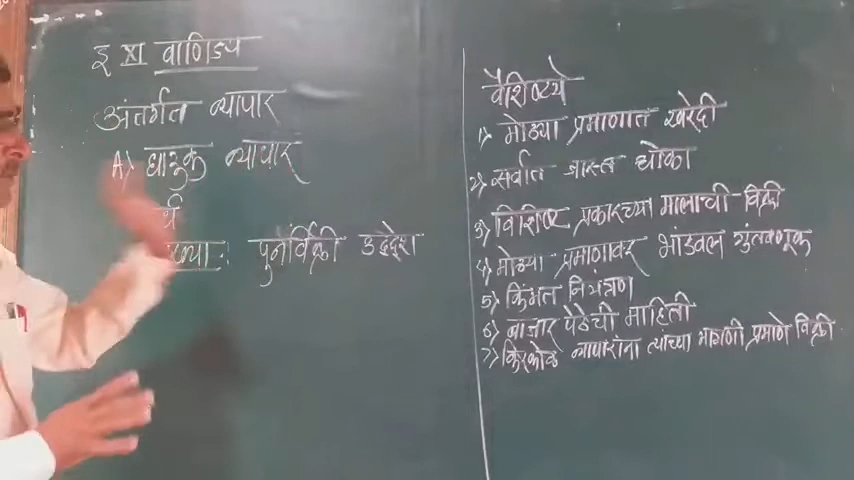 इ XI वाणिज्य
अंतर्गत व्यापार
A) घाऊक व्यापार
र्थ
ख्या: पुनर्विक्री उद्देश
वैशिष्ट्ये
1) मोठ्या प्रमाणात खरेदी
2) सर्वात जास्त धोका
3) विशिष्ट प्रकारच्या मालाची विक्री
4) मोठ्या प्रमाणावर भांडवल गुंतवणूक
5) किंमत नियंत्रण
6) बाजार पेठेची माहिती
7) किरकोळ व्यापारांना त्यांच्या मागणी प्रमाणे विक्री